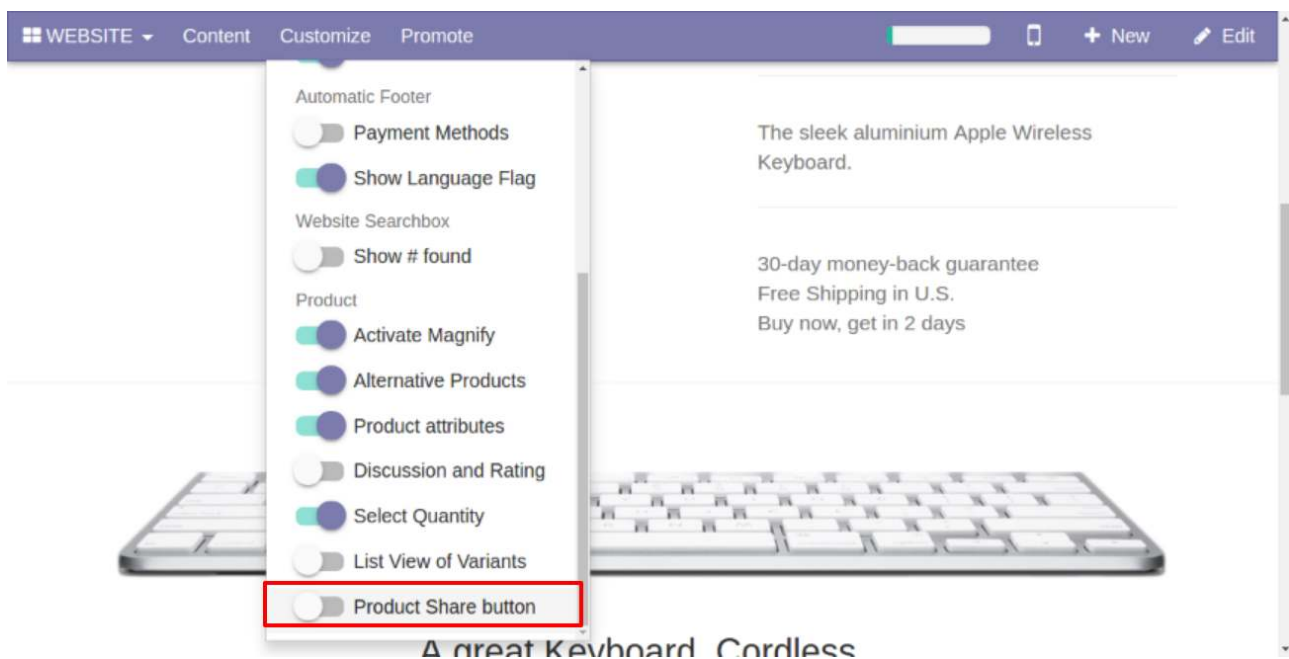 WEBSITE Content Customize Promote New Edit
Automatic Footer
Payment Methods
Show Language Flag
Website Searchbox
Show # found
Product
Activate Magnify
Alternative Products
Product attributes
Discussion and Rating
Select Quantity
List View of Variants
Product Share button
The sleek aluminium Apple Wireless
Keyboard.
30-day money-back guarantee
Free Shipping in U.S.
Buy now, get in 2 days
A great Keyboard. Cordless.